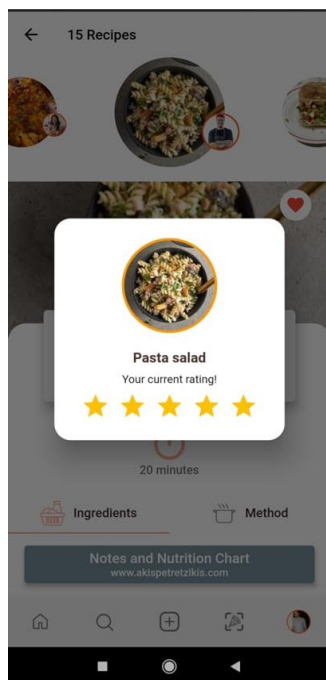 15 Recipes
Pasta salad
Your current rating!
20 minutes
Ingredients
Method
Notes and Nutrition Chart
www.akispetretzikis.com